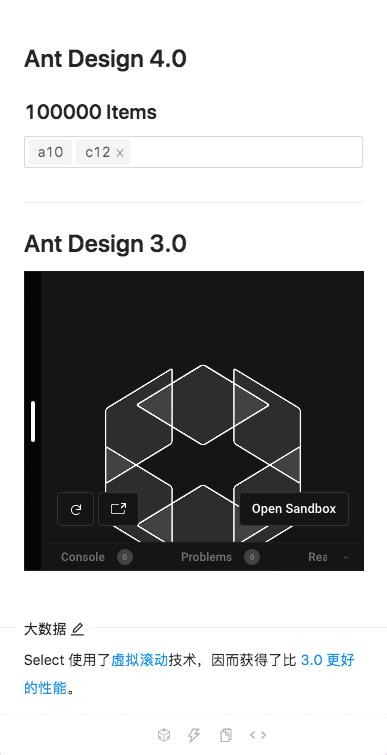 Ant Design 4.0
100000 Items
a10 c12
Ant Design 3.0
Open Sandbox
Console 0 Problems 0 Rea
大数据
Select 使用了虚拟滚动技术，因而获得了比 3.0 更好
的性能。